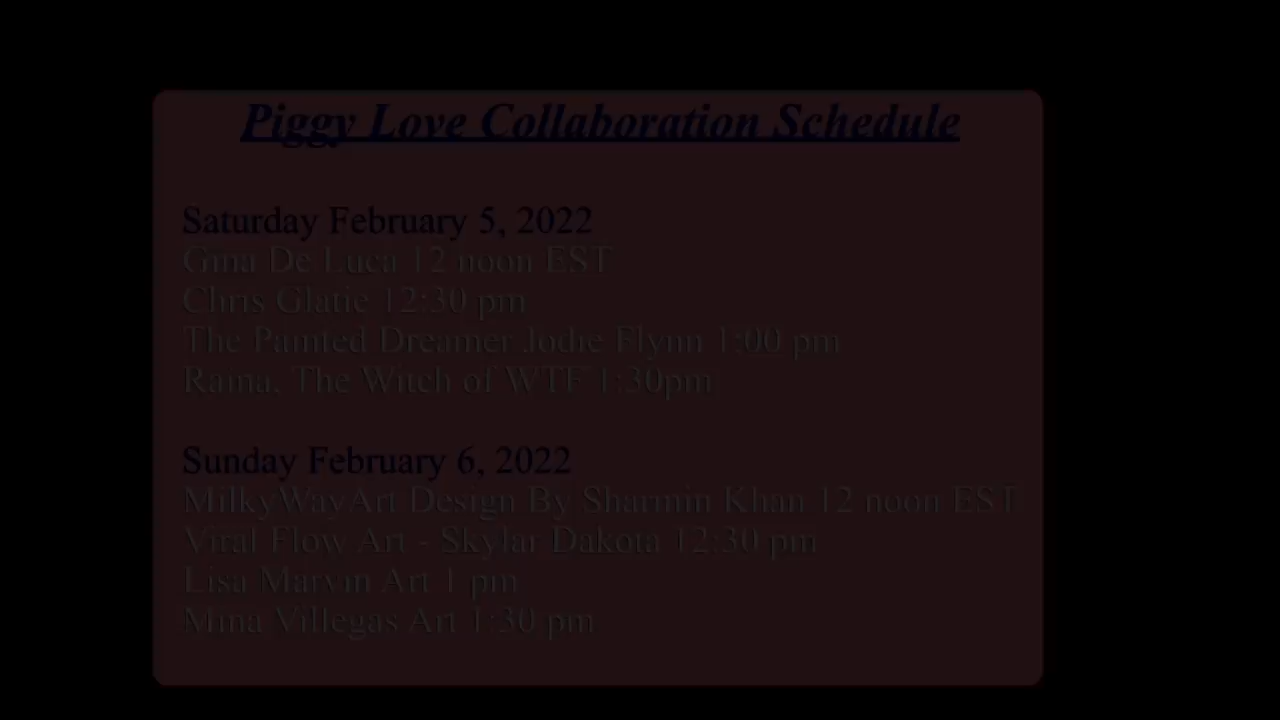 Piggy Love Collaboration Schedule
Saturday February 5, 2022
Gina De Luca 12 noon EST
Chris Glatie 12:30 pm
The Painted Dreamer Jodie Flynn 1:00 pm
Raina, The Witch of WTF 1:30pm
Sunday February 6, 2022
MilkyWayArt Design By Sharmin Khan 12 noon EST
Viral Flow Art - Skylar Dakota 12:30 pm
Lisa Marvin Art 1 pm
Mina Villegas Art 1:30 pm